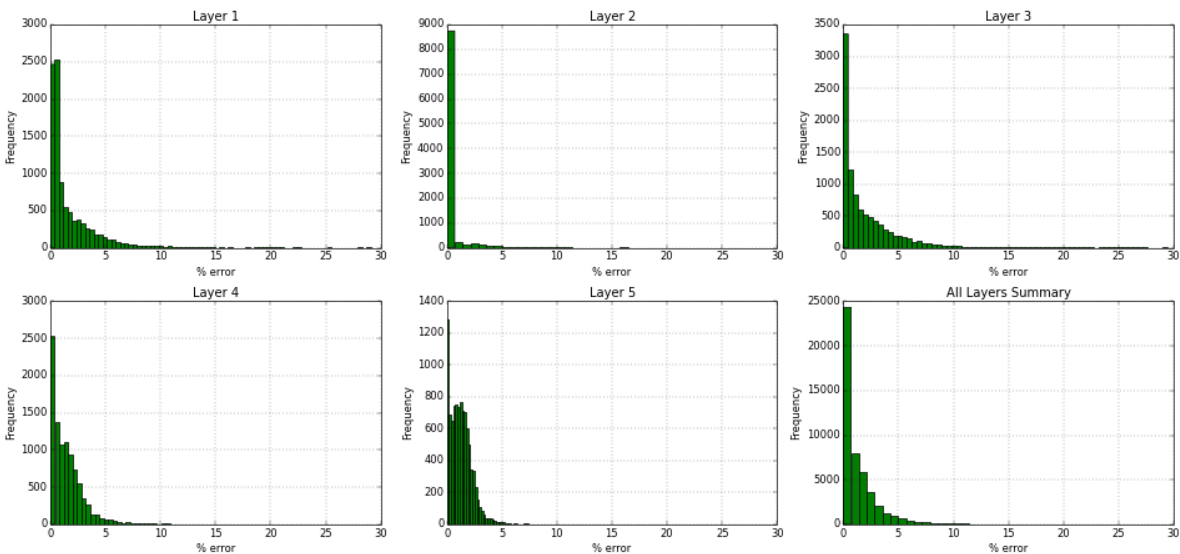 Layer 1
3000
2500
2000
1500
1000
500
0
Frequency
0 5 10 15 20 25 30
% error
Layer 2
9000
8000
7000
6000
5000
4000
3000
2000
1000
0
Frequency
0 5 10 15 20 25 30
% error
Layer 3
3500
3000
2500
2000
1500
1000
500
0
Frequency
0 5 10 15 20 25 30
% error
Layer 4
3000
2500
2000
1500
1000
500
0
Frequency
0 5 10 15 20 25 30
% error
Layer 5
1400
1200
1000
800
600
400
200
0
Frequency
0 5 10 15 20 25 30
% error
All Layers Summary
25000
20000
15000
10000
5000
0
Frequency
0 5 10 15 20 25 30
% error